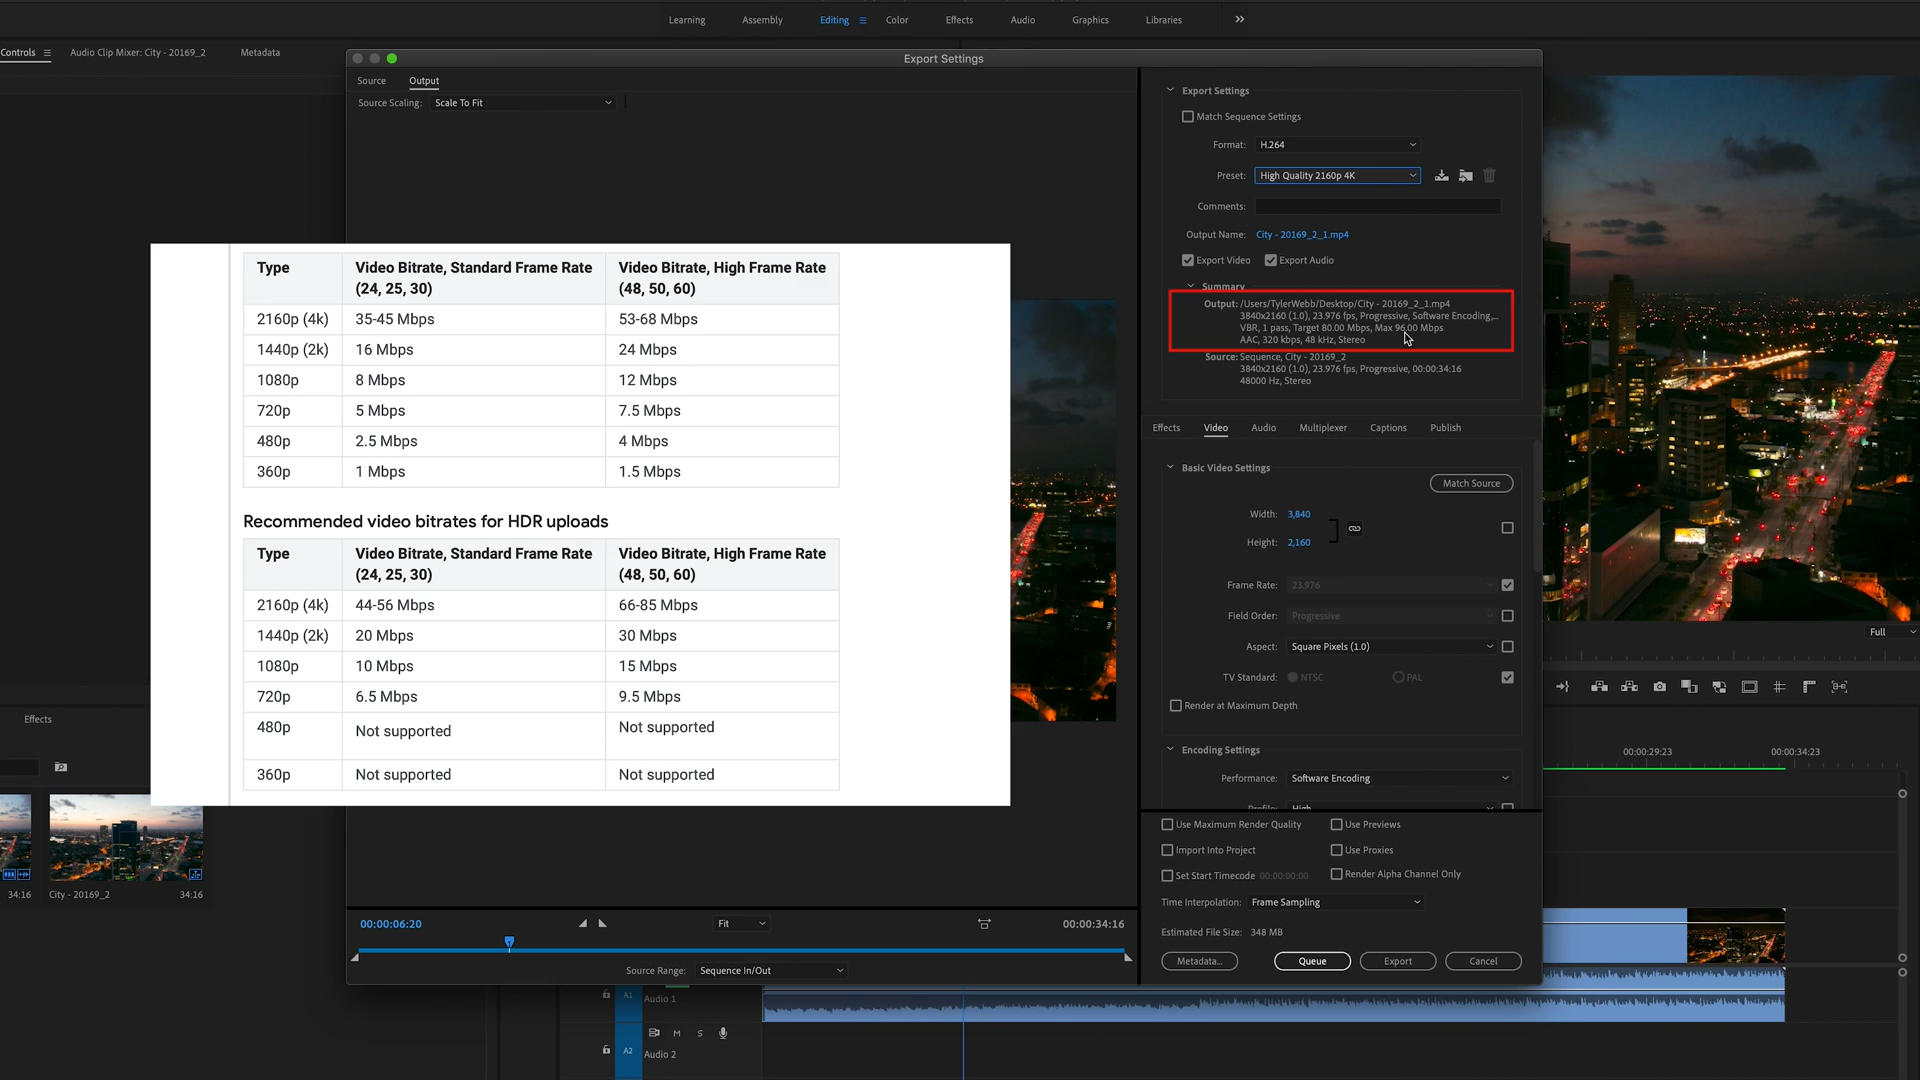 Learning
Assembly
Editing
Color
Effects
Audio
Graphics
Libraries
Controls
Audio Clip Mixer: City - 20169_2
Metadata
Export Settings
Source
Output
Source Scaling:
Scale To Fit
Export Settings
Match Sequence Settings
Format:
H.264
Preset:
High Quality 2160p 4K
Comments:
Output Name:
City - 20169_2_1.mp4
Export Video
Export Audio
Summary
Output: /Users/TylerWebb/Desktop/City - 20169_2_1.mp4
3840x2160 (1.0), 23.976 fps, Progressive, Software Encoding,...
VBR, 1 pass, Target 80.00 Mbps, Max 96.00 Mbps
AAC, 320 kbps, 48 kHz, Stereo
Source: Sequence, City - 20169_2
3840x2160 (1.0), 23.976 fps, Progressive, 00:00:34:16
48000 Hz, Stereo
Type
Video Bitrate, Standard Frame Rate
(24, 25, 30)
Video Bitrate, High Frame Rate
(48, 50, 60)
2160p (4k)
35-45 Mbps
53-68 Mbps
1440p (2k)
16 Mbps
24 Mbps
1080p
8 Mbps
12 Mbps
720p
5 Mbps
7.5 Mbps
480p
2.5 Mbps
4 Mbps
360p
1 Mbps
1.5 Mbps
Recommended video bitrates for HDR uploads
Type
Video Bitrate, Standard Frame Rate
(24, 25, 30)
Video Bitrate, High Frame Rate
(48, 50, 60)
2160p (4k)
44-56 Mbps
66-85 Mbps
1440p (2k)
20 Mbps
30 Mbps
1080p
10 Mbps
15 Mbps
720p
6.5 Mbps
9.5 Mbps
480p
Not supported
Not supported
360p
Not supported
Not supported
Effects
Video
Audio
Multiplexer
Captions
Publish
Basic Video Settings
Match Source
Width:
3,840
Height:
2,160
Frame Rate:
23.976
Field Order:
Progressive
Aspect:
Square Pixels (1.0)
TV Standard:
NTSC
PAL
Render at Maximum Depth
Encoding Settings
Performance:
Software Encoding
Profile:
High
Use Maximum Render Quality
Use Previews
Import Into Project
Use Proxies
Set Start Timecode
00:00:00:00
Render Alpha Channel Only
Time Interpolation:
Frame Sampling
Estimated File Size:
348 MB
Metadata...
Queue
Export
Cancel
00:00:06:20
Fit
00:00:34:16
Source Range:
Sequence In/Out
Full
00:00:29:23
00:00:34:23
Effects
34:16
City - 20169_2
34:16
A1
Audio 1
M
S
A2
Audio 2